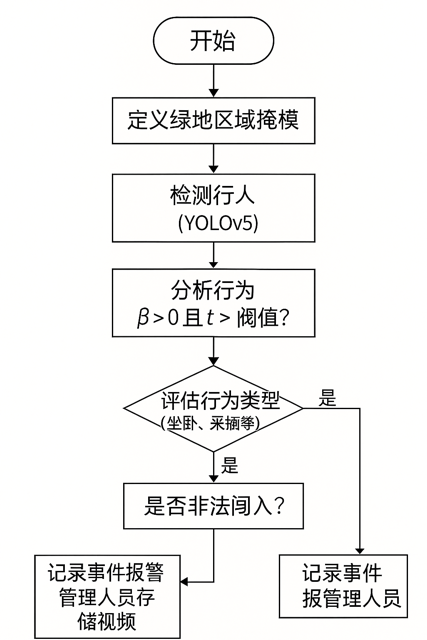 开始
定义绿地区域掩模
检测行人
(YOLOv5)
分析行为
β>0且t>阀值?
评估行为类型
(坐卧、采摘等)
是
是
是否非法闯入?
记录事件报警
管理人员存
储视频
记录事件
报管理人员